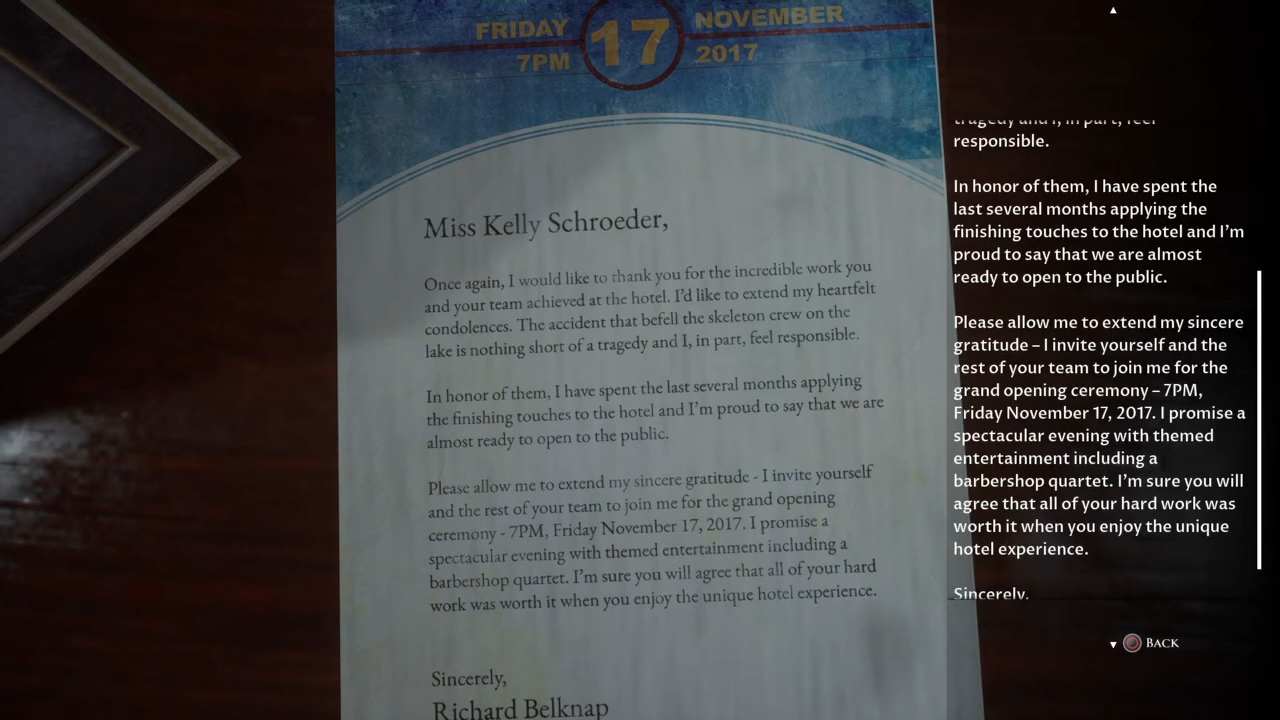 FRIDAY
7PM
17
NOVEMBER
2017
Miss Kelly Schroeder,
Once again, I would like to thank you for the incredible work you
and your team achieved at the hotel. I'd like to extend my heartfelt
condolences. The accident that befell the skeleton crew on the
lake is nothing short of a tragedy and I, in part, feel responsible.
In honor of them, I have spent the last several months applying
the finishing touches to the hotel and I'm proud to say that we are
almost ready to open to the public.
Please allow me to extend my sincere gratitude - I invite yourself
and the rest of your team to join me for the grand opening
ceremony - 7PM, Friday November 17, 2017. I promise a
spectacular evening with themed entertainment including a
barbershop quartet. I'm sure you will agree that all of your hard
work was worth it when you enjoy the unique hotel experience.
Sincerely,
Richard Belknap
tragedy and I, in part, feel
responsible.
In honor of them, I have spent the
last several months applying the
finishing touches to the hotel and I'm
proud to say that we are almost
ready to open to the public.
Please allow me to extend my sincere
gratitude – I invite yourself and the
rest of your team to join me for the
grand opening ceremony – 7PM,
Friday November 17, 2017. I promise a
spectacular evening with themed
entertainment including a
barbershop quartet. I'm sure you will
agree that all of your hard work was
worth it when you enjoy the unique
hotel experience.
Sincerely,
BACK